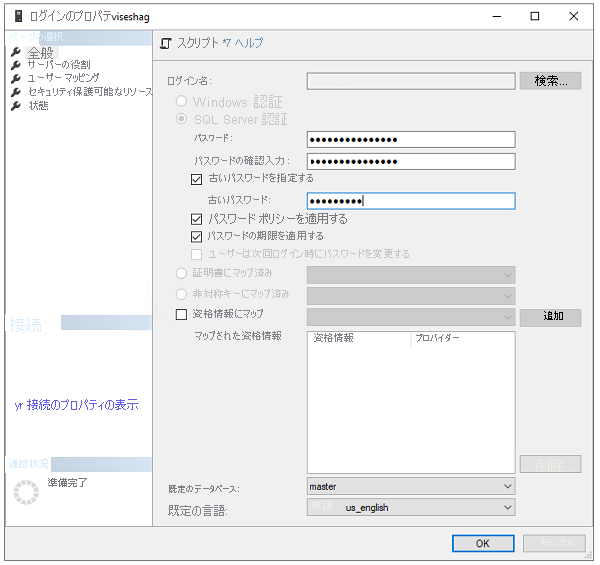 ログインのプロパティviseshag
ページの選択
全般
サーバーの役割
ユーザー マッピング
セキュリティ保護可能なリソース
状態
接続
yr 接続のプロパティの表示
進捗状況
準備完了
スクリプト *7 ヘルプ
ログイン名:
検索...
Windows 認証
SQL Server 認証
パスワード:
パスワードの確認入力:
古いパスワードを指定する
古いパスワード:
パスワード ポリシーを適用する
パスワードの期限を適用する
ユーザーは次回ログイン時にパスワードを変更する
証明書にマップ済み
非対称キーにマップ済み
資格情報にマップ
追加
マップされた資格情報
資格情報 プロバイダー
削除
既定のデータベース: master
既定の言語: 英語 - us_english
OK キャンセル